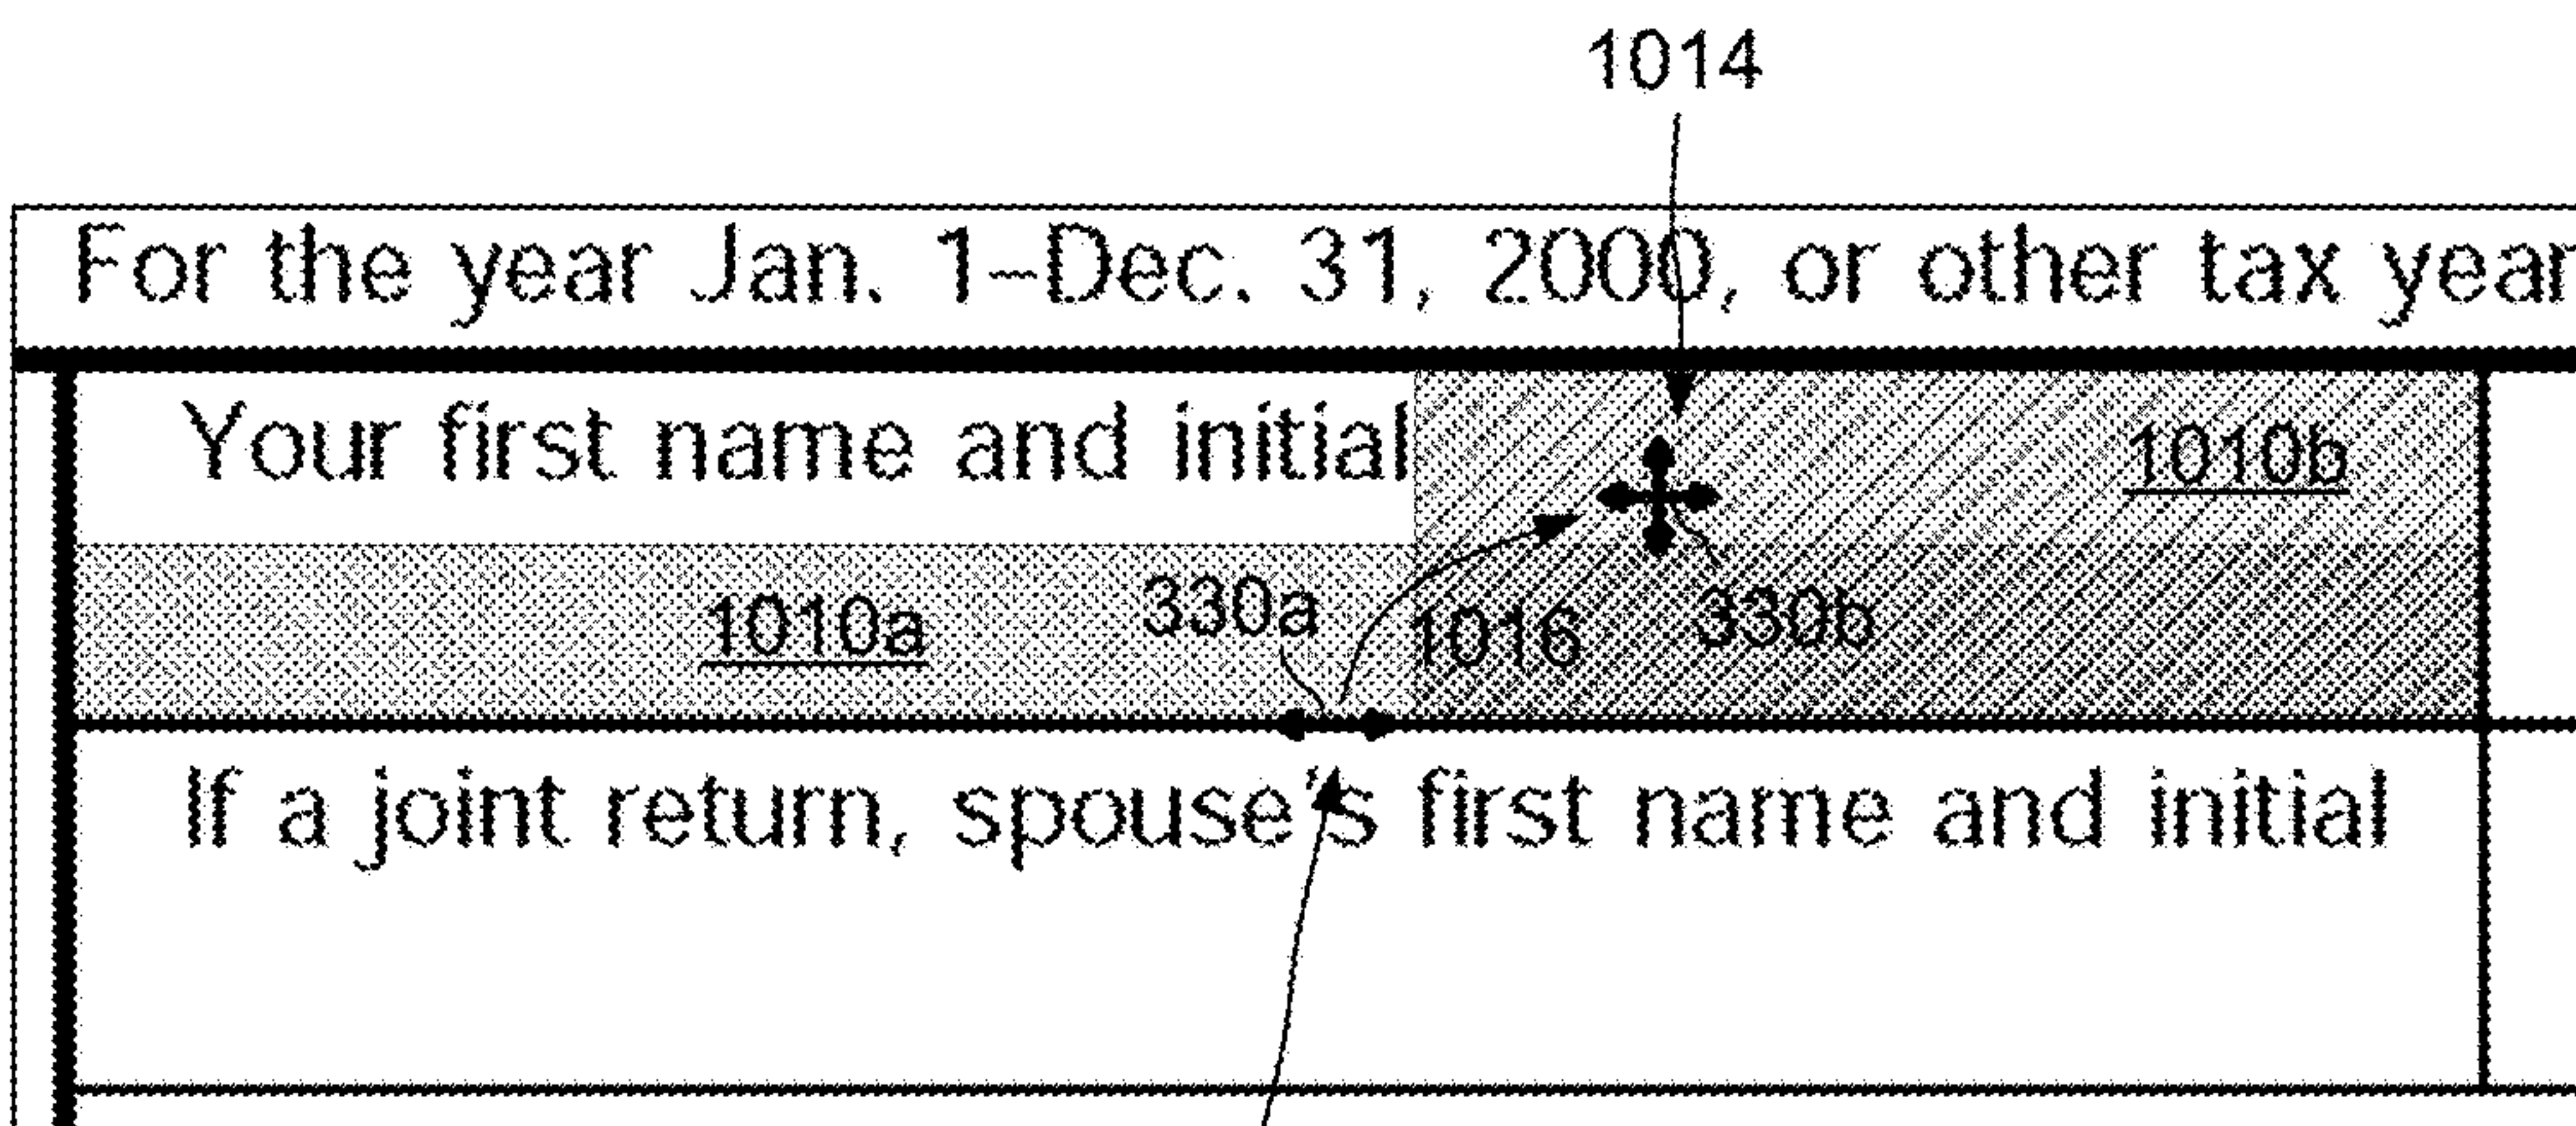 1014
For the year Jan. 1–Dec. 31, 2000, or other tax year
Your first name and initial
1010b
1010a
330a
1016
330b
If a joint return, spouse's first name and initial